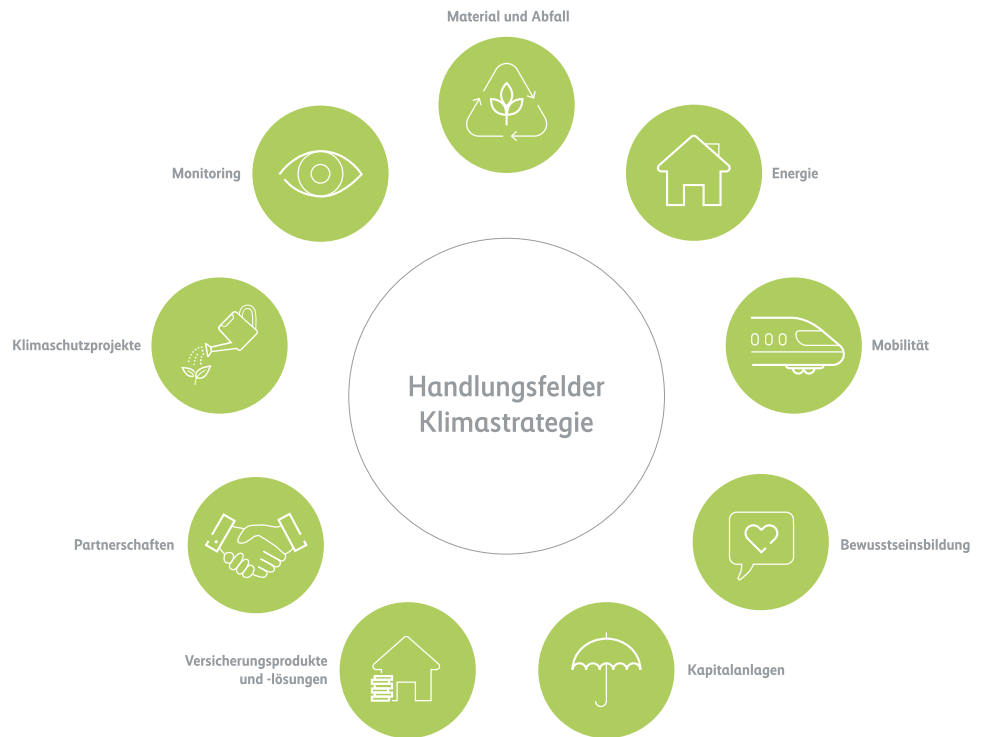 Material und Abfall
Monitoring
Energie
Klimaschutzprojekte
Mobilität
Handlungsfelder
Klimastrategie
Partnerschaften
Bewusstseinsbildung
Versicherungsprodukte
und -lösungen
Kapitalanlagen